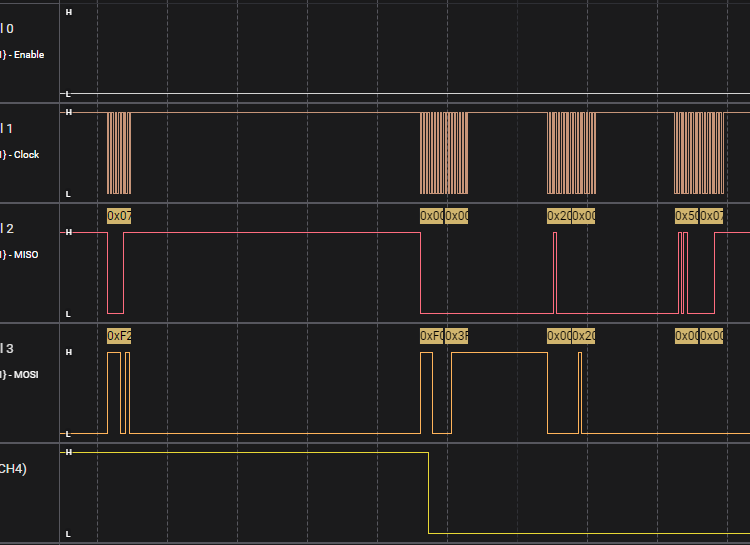 l 0
H
l) - Enable
L
l 1
H
l) - Clock
L
0x07 0x00 0x00 0x20 0x00 0x50 0x07
l 2
H
l) - MISO
L
0xF2 0xF0 0x3F 0x00 0x20 0x00 0x00
l 3
H
l) - MOSI
L
H
CH4)
L